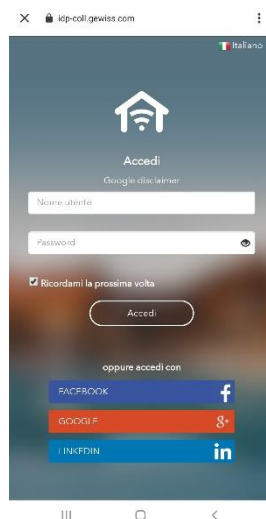 idp-coll.gewiss.com
Italiano
Accedi
Google disclaimer
Nome utente
Password
Ricordami la prossima volta
Accedi
oppure accedi con
FACEBOOK
GOOGLE
LINKEDIN